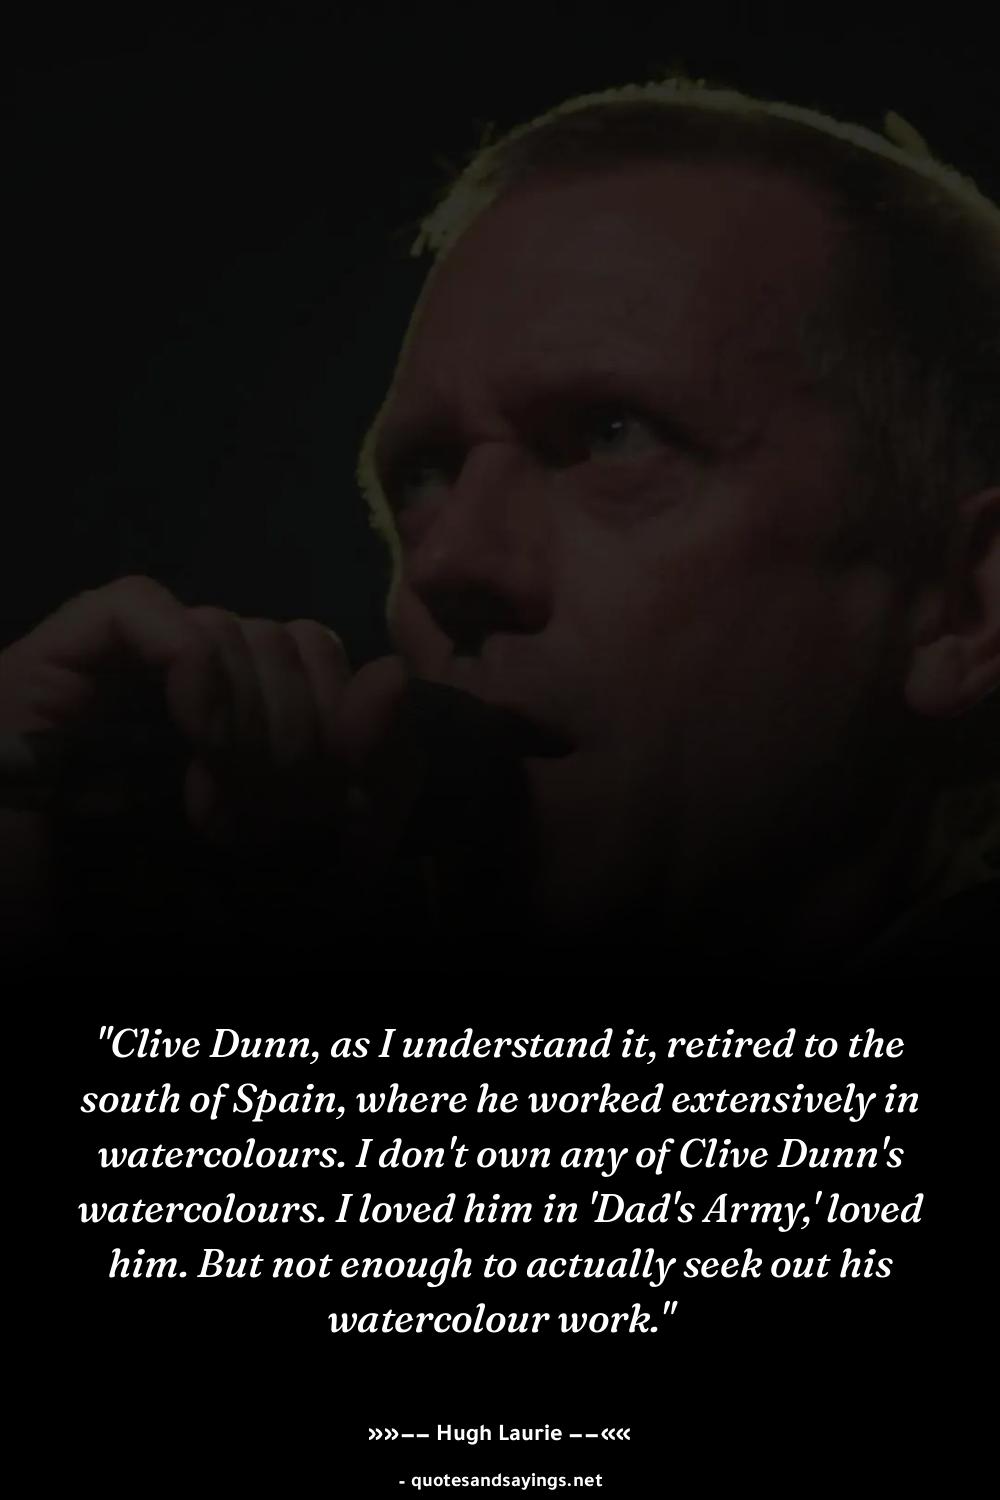 "Clive Dunn, as I understand it, retired to the
south of Spain, where he worked extensively in
watercolours. I don't own any of Clive Dunn's
watercolours. I loved him in 'Dad's Army,' loved
him. But not enough to actually seek out his
watercolour work."
»»–– Hugh Laurie ––««
- quotesandsayings.net